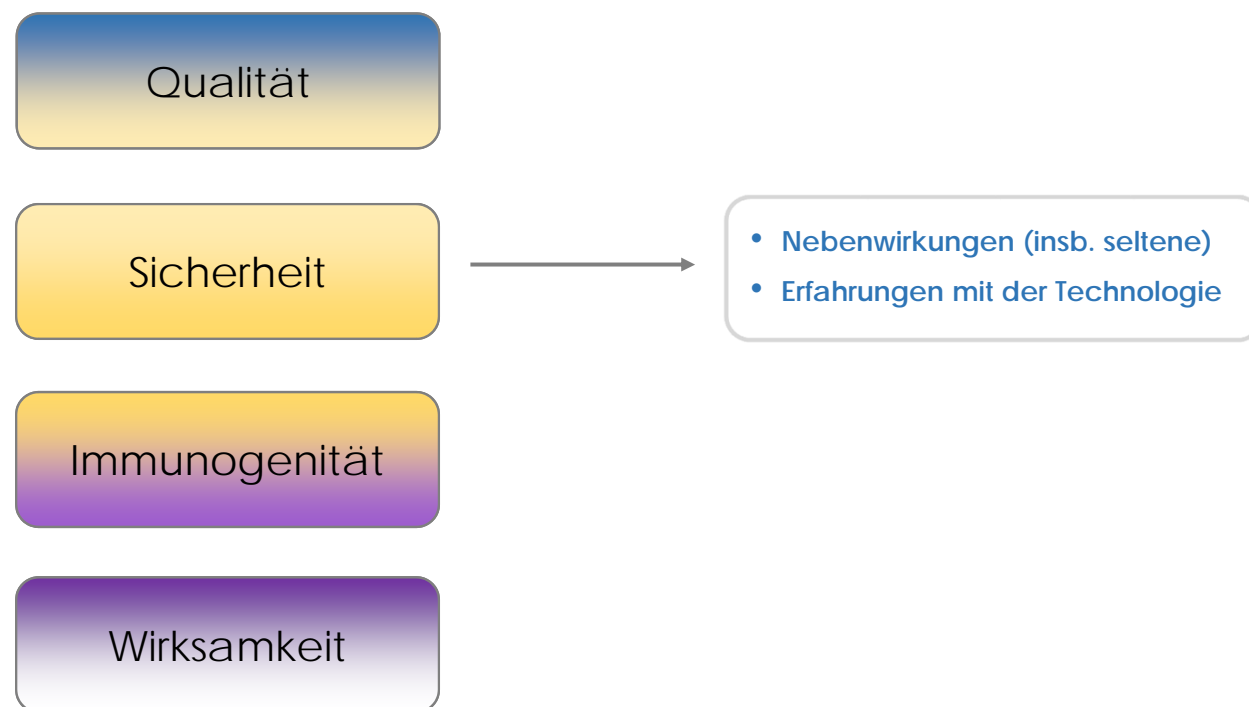 Qualität
Sicherheit
• Nebenwirkungen (insb. seltene)
• Erfahrungen mit der Technologie
Immunogenität
Wirksamkeit